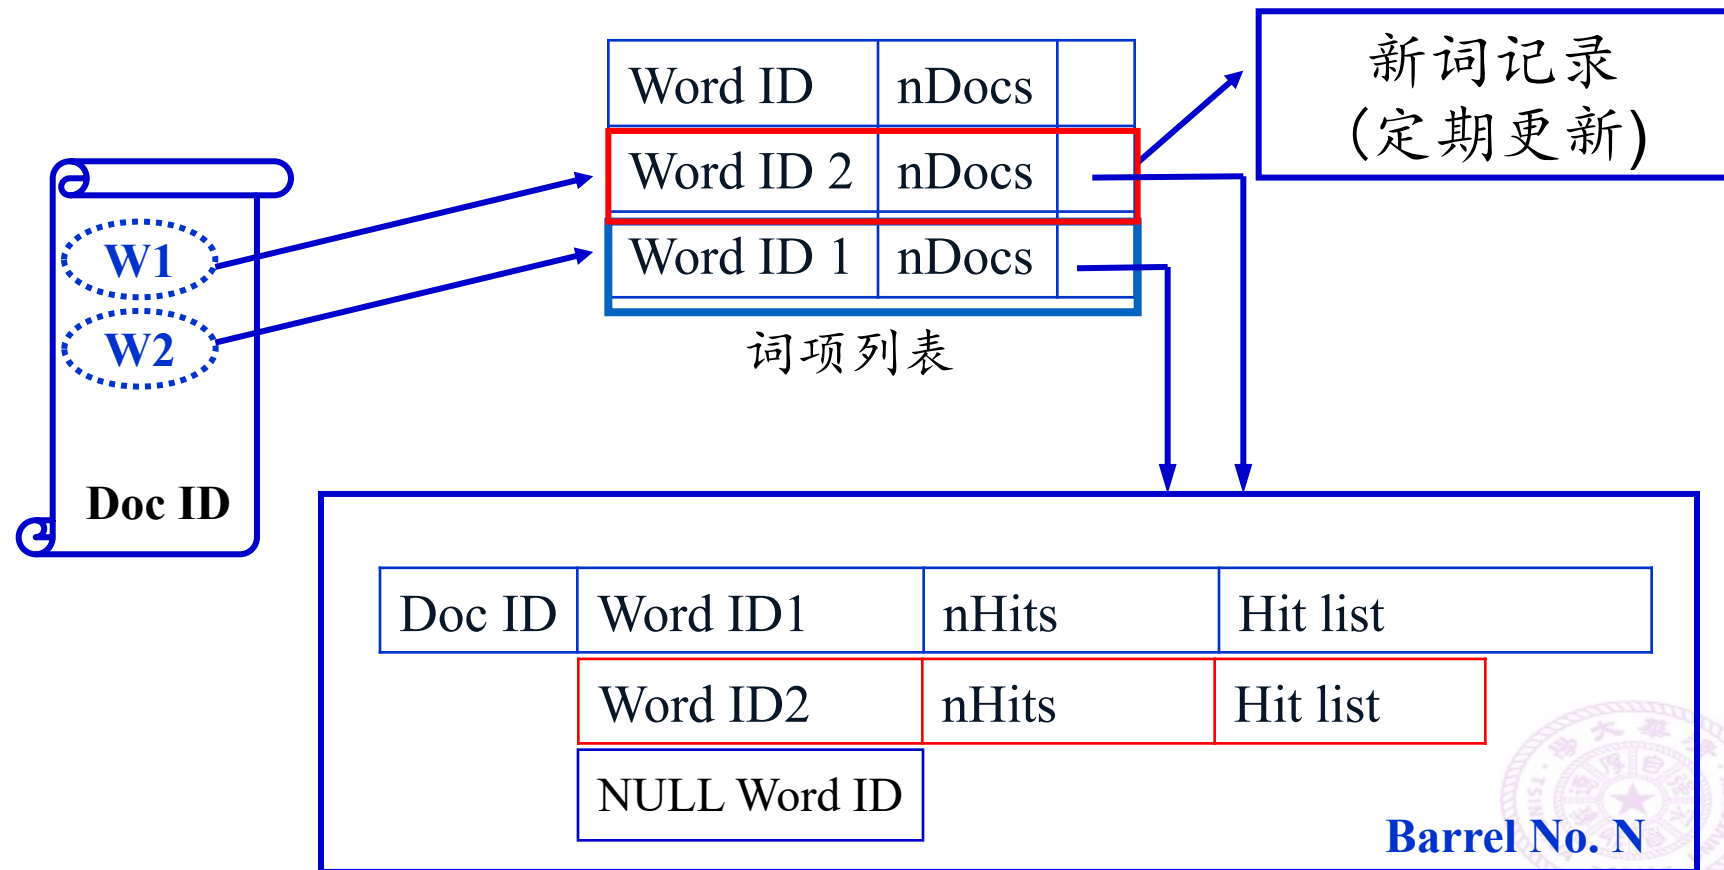 Word ID nDocs
Word ID 2 nDocs
Word ID 1 nDocs
词项列表
新词记录
(定期更新)
W1
W2
Doc ID
Doc ID Word ID1 nHits Hit list
Word ID2 nHits Hit list
NULL Word ID
Barrel No. N